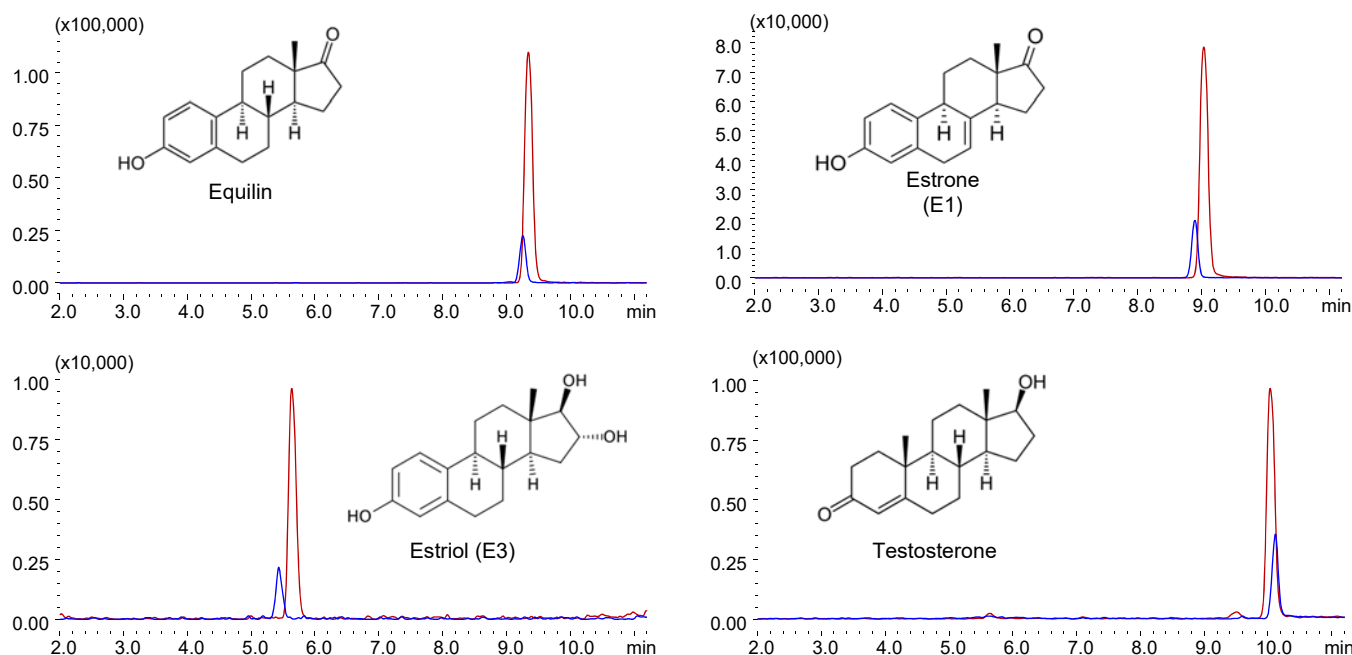 (x100,000)
1.00
0.75
0.50
0.25
0.00
2.0 3.0 4.0 5.0 6.0 7.0 8.0 9.0 10.0 min
O
H
H
H
HO
Equilin
(x10,000)
8.0
7.0
6.0
5.0
4.0
3.0
2.0
1.0
0.0
2.0 3.0 4.0 5.0 6.0 7.0 8.0 9.0 10.0 min
O
H
H
HO
Estrone
(E1)
(x10,000)
1.00
0.75
0.50
0.25
0.00
2.0 3.0 4.0 5.0 6.0 7.0 8.0 9.0 10.0 min
OH
OH
H
H
H
HO
Estriol (E3)
(x100,000)
1.00
0.75
0.50
0.25
0.00
2.0 3.0 4.0 5.0 6.0 7.0 8.0 9.0 10.0 min
OH
H
H
H
O
Testosterone